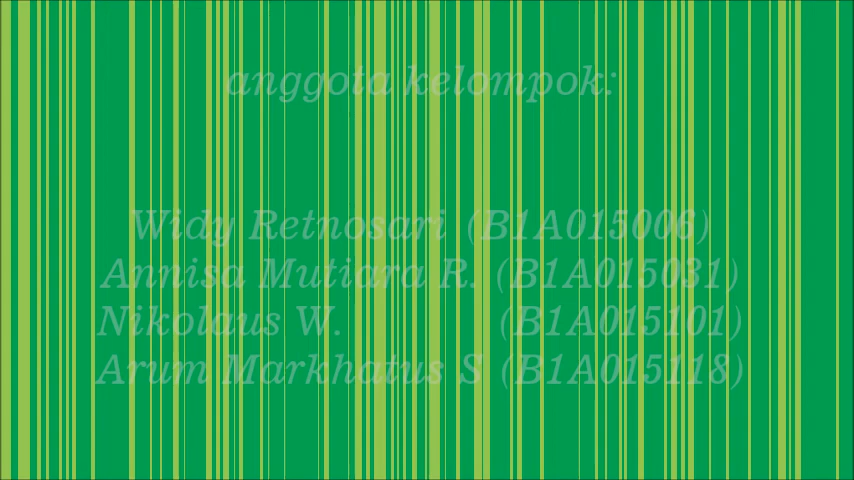 anggota kelompok:
Widy Retnosari (B1A015006)
Annisa Mutiara R. (B1A015031)
Nikolaus W. (B1A015101)
Arum Markhatus S (B1A015118)